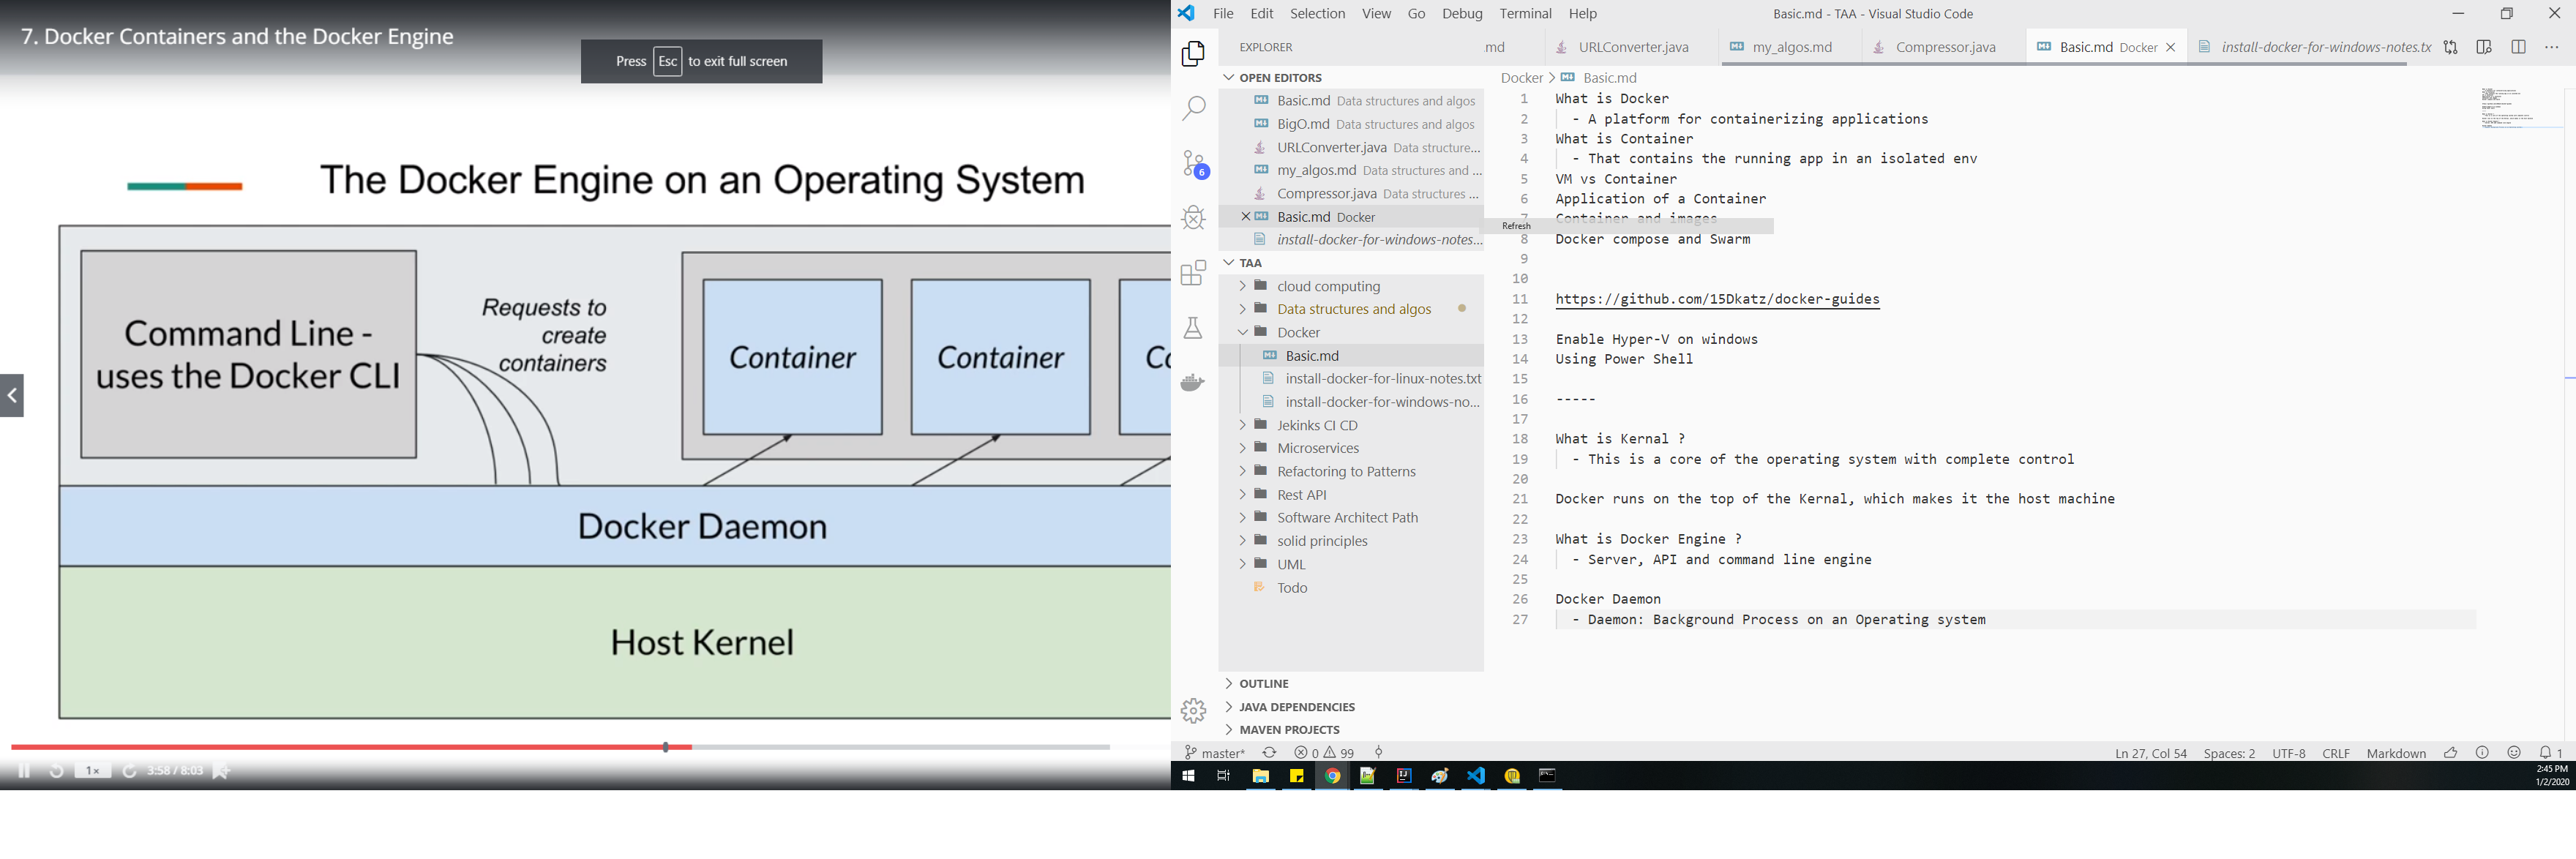 7. Docker Containers and the Docker Engine
Press Esc to exit full screen
The Docker Engine on an Operating System
Command Line -
uses the Docker CLI
Requests to
create
containers
Container
Container
Docker Daemon
Host Kernel
1x
3:58 / 8:03
File Edit Selection View Go Debug Terminal Help
Basic.md - TAA - Visual Studio Code
EXPLORER
OPEN EDITORS
Basic.md Data structures and algos
BigO.md Data structures and algos
URLConverter.java Data structure...
my_algos.md Data structures and ...
Compressor.java Data structures ...
Basic.md Docker
install-docker-for-windows-notes...
TAA
cloud computing
Data structures and algos
Docker
Basic.md
install-docker-for-linux-notes.txt
install-docker-for-windows-no...
Jekinks CI CD
Microservices
Refactoring to Patterns
Rest API
Software Architect Path
solid principles
UML
Todo
OUTLINE
JAVA DEPENDENCIES
MAVEN PROJECTS
6
.md URLConverter.java my_algos.md Compressor.java Basic.md Docker install-docker-for-windows-notes.tx
Docker > Basic.md
1 What is Docker
2 - A platform for containerizing applications
3 What is Container
4 - That contains the running app in an isolated env
5 VM vs Container
6 Application of a Container
7 Container and images
Refresh
8 Docker compose and Swarm
9
10
11 https://github.com/15Dkatz/docker-guides
12
13 Enable Hyper-V on windows
14 Using Power Shell
15
16 -----
17
18 What is Kernal ?
19 - This is a core of the operating system with complete control
20
21 Docker runs on the top of the Kernal, which makes it the host machine
22
23 What is Docker Engine ?
24 - Server, API and command line engine
25
26 Docker Daemon
27 - Daemon: Background Process on an Operating system
master* 0 99
Ln 27, Col 54 Spaces: 2 UTF-8 CRLF Markdown 1
2:45 PM
1/2/2020